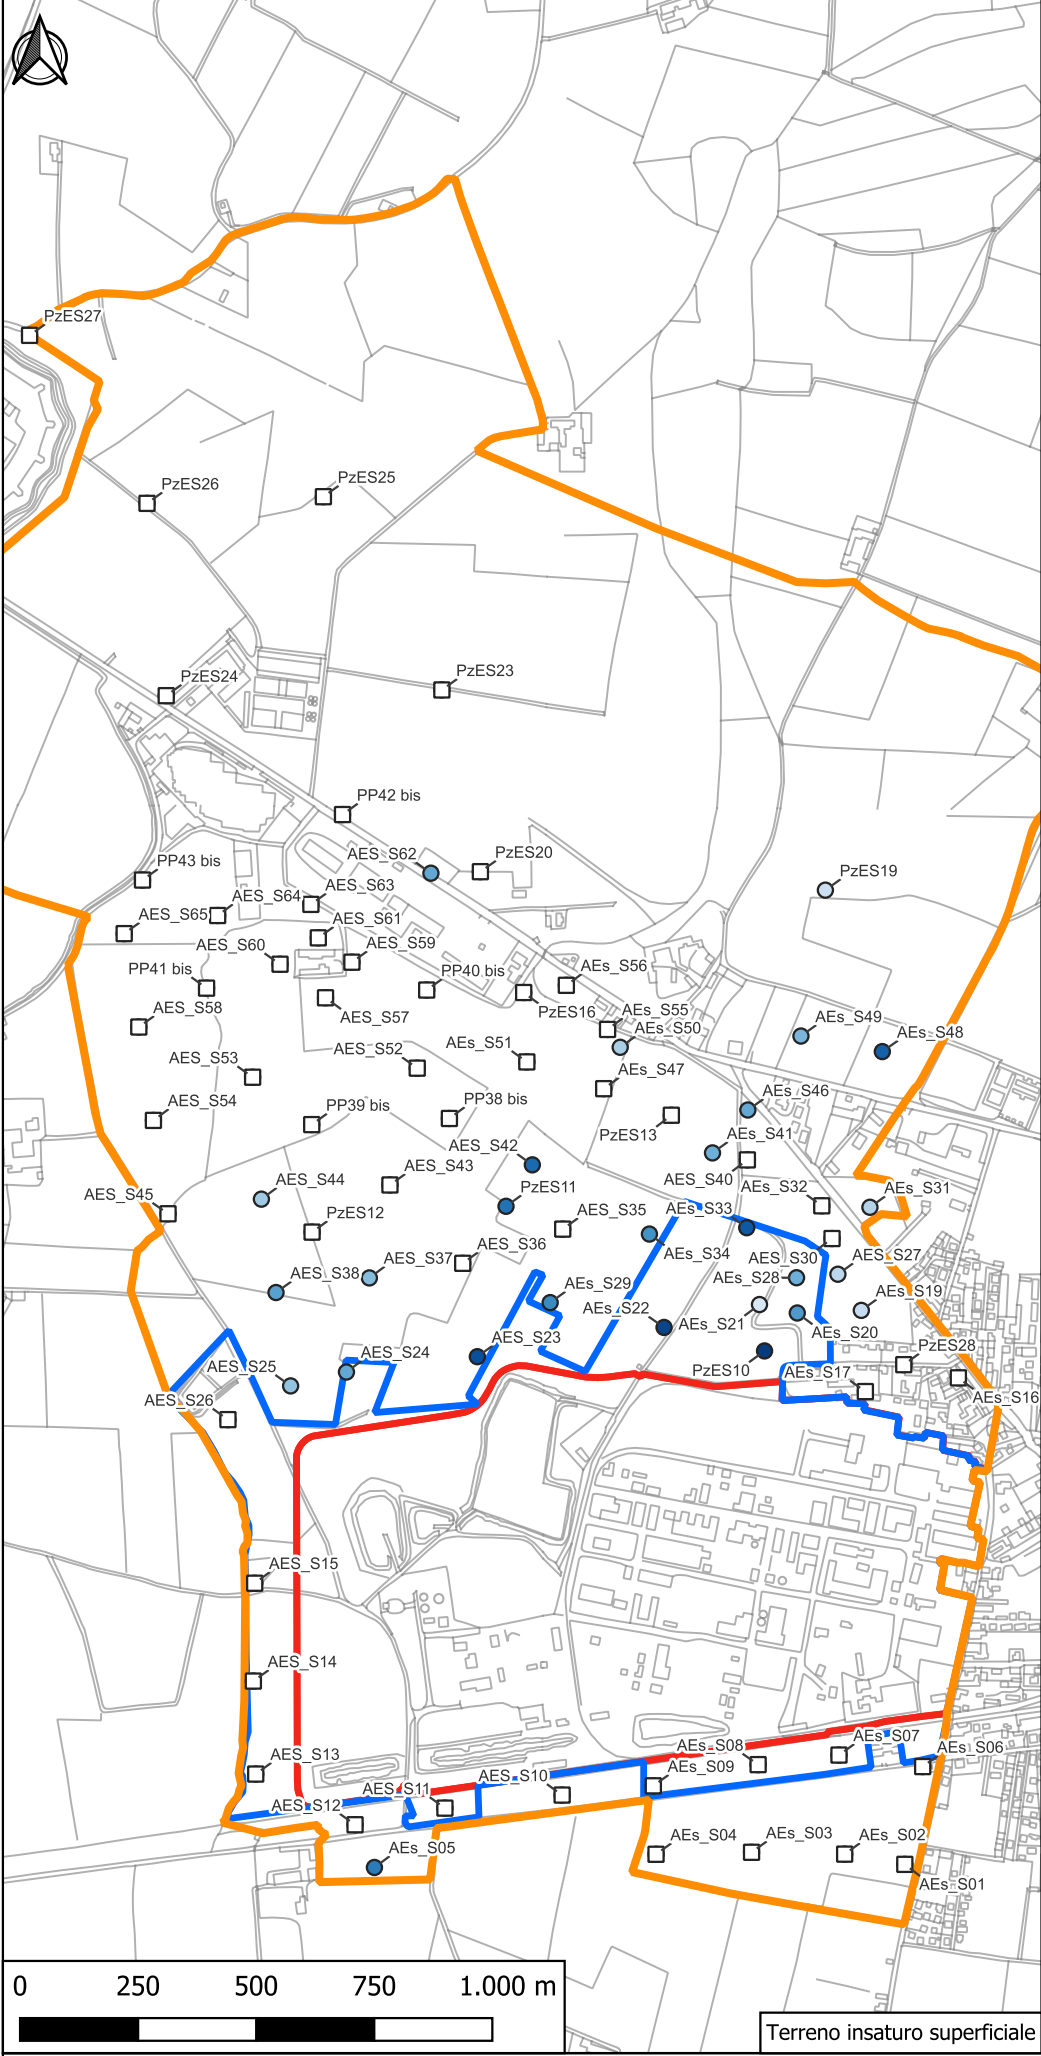 PzES27
PzES25
PzES26
PzES24
PzES23
PP42 bis
AES_S62
PzES20
PP43 bis
PzES19
AES_S63
AES_S64
AES_S65
AES_S61
AES_S60
AES_S59
PP41 bis
PP40 bis
AEs_S56
AES_S58
AES_S57
PzES16
AEs_S55
AES_S49
AEs_S50
AEs_S48
AES_S53
AES_S52
AEs_S51
AEs_S47
AES_S54
PP39 bis
PP38 bis
AEs_S46
PzES13
AEs_S41
AES_S42
AES_S43
AES_S40
AES_S44
PzES11
AEs_S32
AEs_S31
AES_S45
PzES12
AES_S35
AEs_S33
AES_S36
AEs_S34
AES_S30
AES_S27
AES_S37
AES_S38
AEs_S28
AEs_S29
AEs_S19
AEs_S22
AEs_S21
AEs_S20
AES_S23
AES_S24
PzES28
AES_S25
PzES10
AEs_S17
AES_S26
AEs_S16
AES_S15
AES_S14
AEs_S07
AES_S13
AEs_S08
AEs_S06
AES_S10
AEs_S09
AES_S11
AES_S12
AEs_S05
AEs_S04
AEs_S03
AEs_S02
AEs_S01
0 250 500 750 1.000 m
Terreno insaturo superficiale